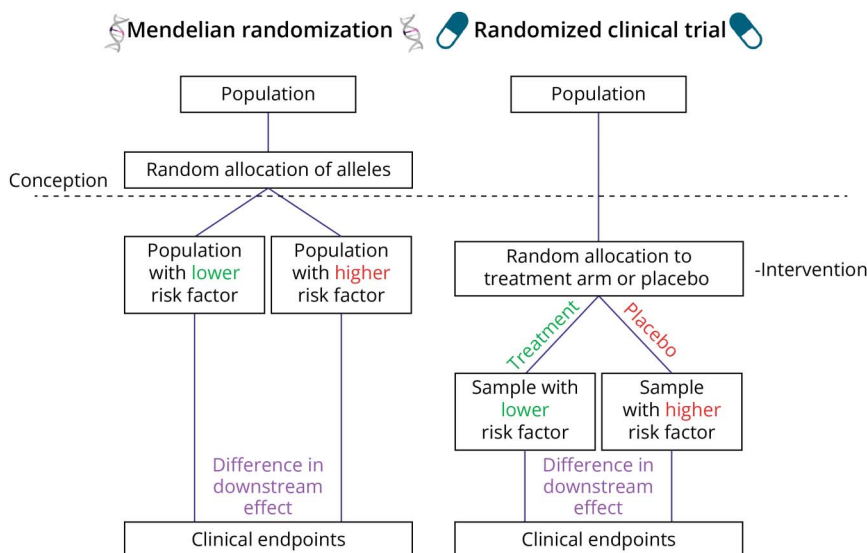 Mendelian randomization
Randomized clinical trial
Population
Random allocation of alleles
Conception
Population
with lower
risk factor
Population
with higher
risk factor
Difference in
downstream
effect
Clinical endpoints
Population
Random allocation to
treatment arm or placebo
-Intervention
Treatment
Placebo
Sample with
lower
risk factor
Sample
with higher
risk factor
Difference in
downstream
effect
Clinical endpoints